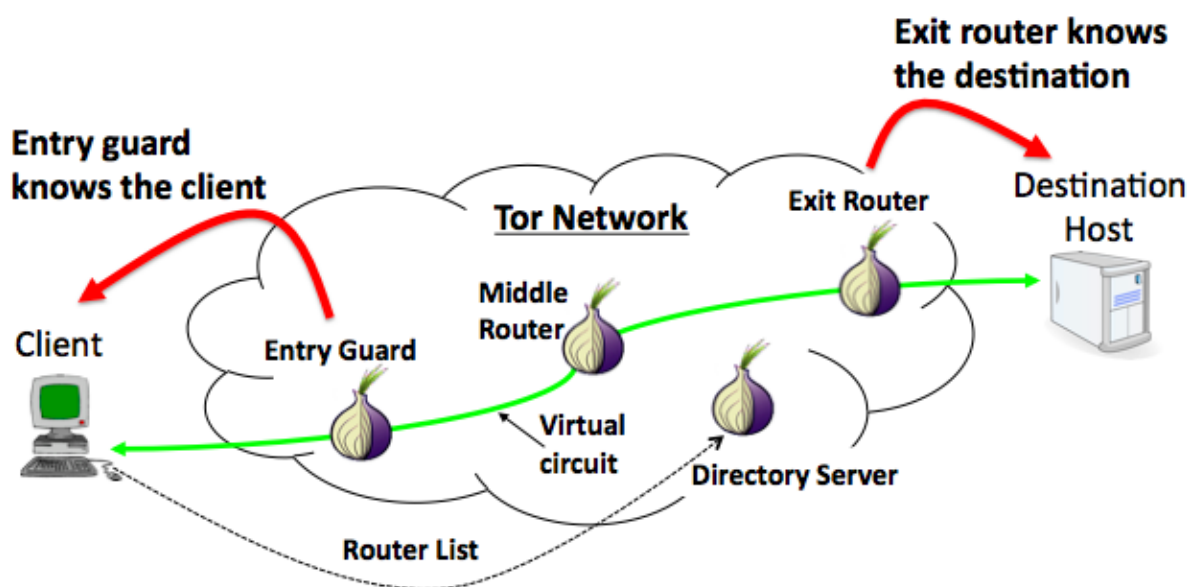 Exit router knows
the destination
Entry guard
knows the client
Tor Network
Exit Router
Destination
Host
Middle
Router
Client
Entry Guard
Virtual
circuit
Directory Server
Router List